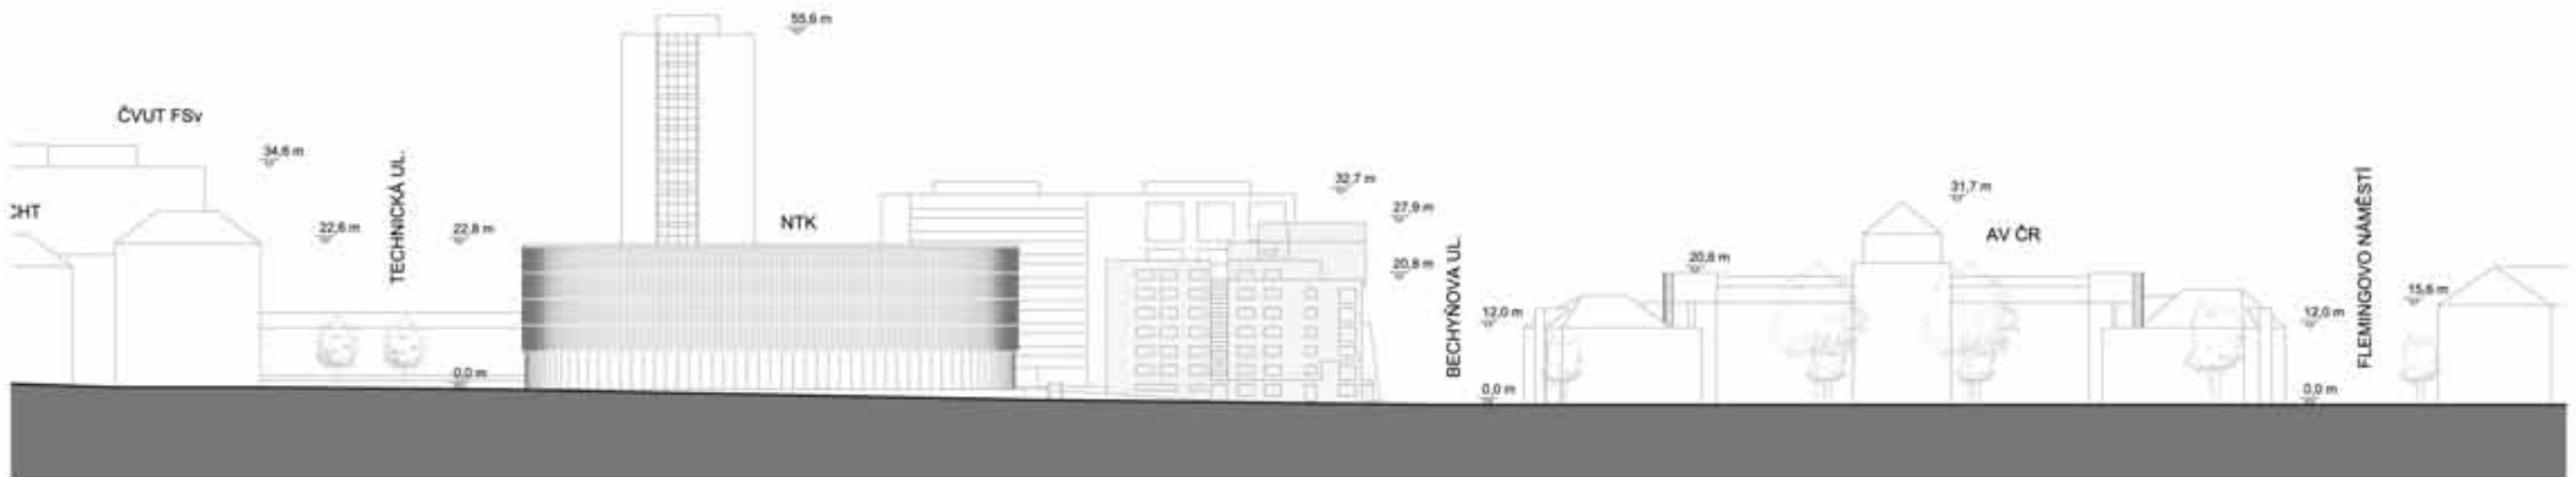 55,6 m
ČVUT FSv
34,6 m
TECHNICKÁ UL.
32,7 m
31,7 m
CHT
22,6 m
22,8 m
NTK
27,9 m
AV ČR
FLEMINGOVO NÁMĚSTÍ
20,8 m
BECHYŇOVA UL.
20,6 m
15,6 m
12,0 m
12,0 m
0,0 m
0,0 m
0,0 m